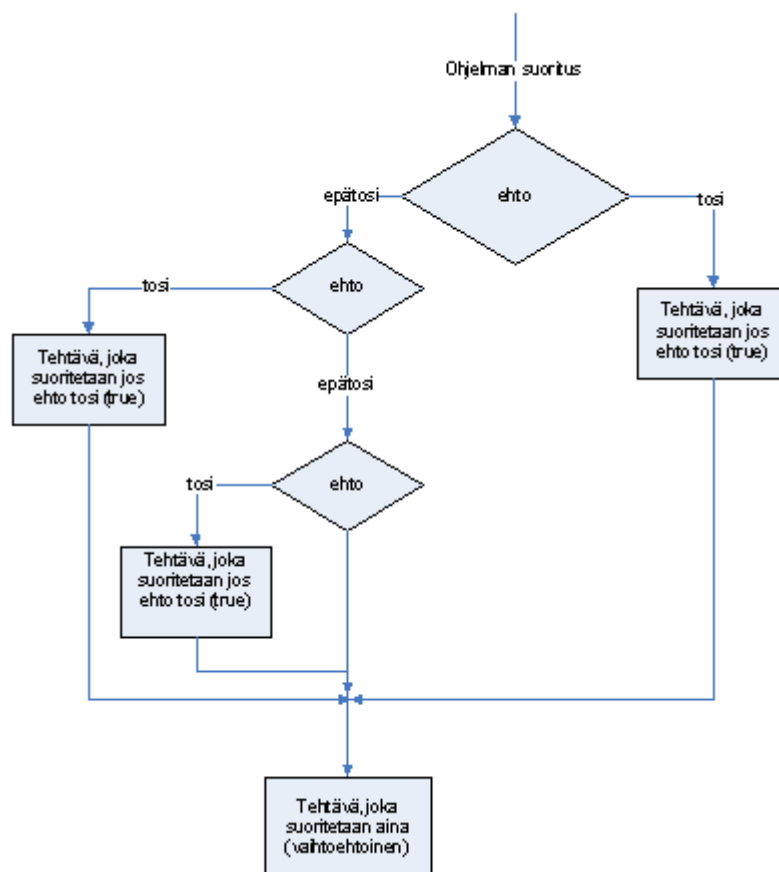 Ohjelman suoritus
ehto
epätosi
tosi
ehto
tosi
Tehtävä, joka
suoritetaan jos
ehto tosi (true)
Tehtävä, joka
suoritetaan jos
ehto tosi (true)
epätosi
ehto
tosi
Tehtävä, joka
suoritetaan jos
ehto tosi (true)
Tehtävä, joka
suoritetaan aina
(vaihtoehtoinen)